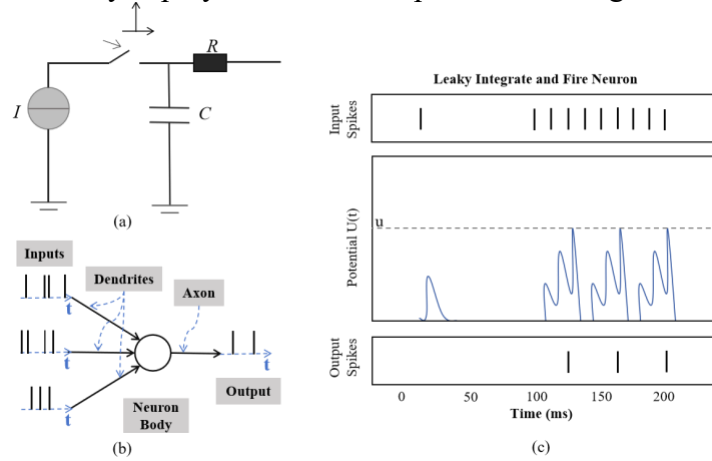 R
I
C
(a)
Inputs
Dendrites
Axon
t
t
t
t
Output
Neuron
Body
(b)
Leaky Integrate and Fire Neuron
Input
Spikes
Potential U(t)
u
Output
Spikes
0 50 100 150 200
Time (ms)
(c)